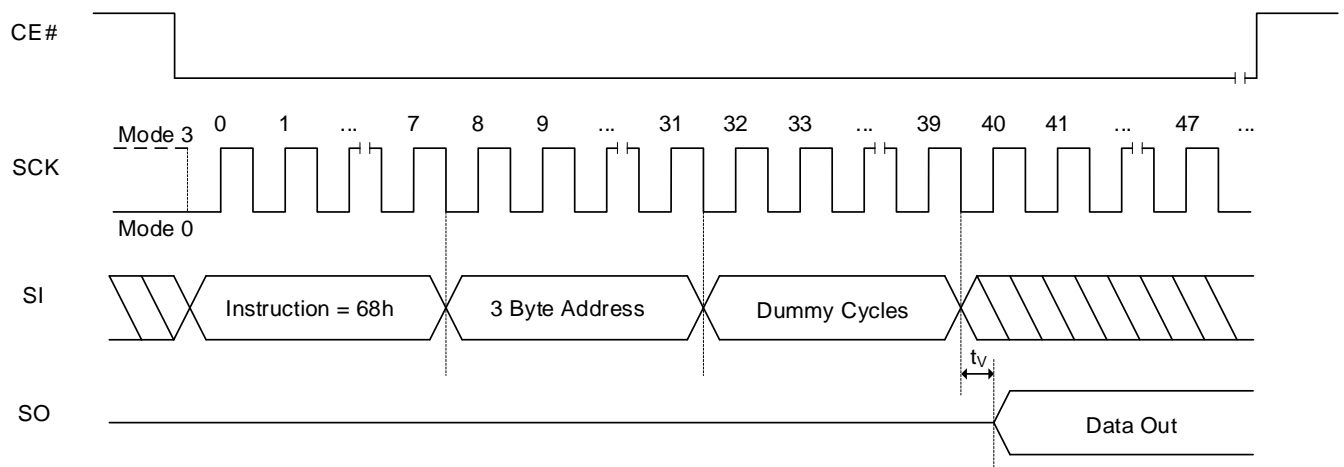 CE#
Mode 3
0 1 ... 7 8 9 ... 31 32 33 ... 39 40 41 ... 47 ...
SCK
Mode 0
SI
Instruction = 68h
3 Byte Address
Dummy Cycles
tV
SO
Data Out